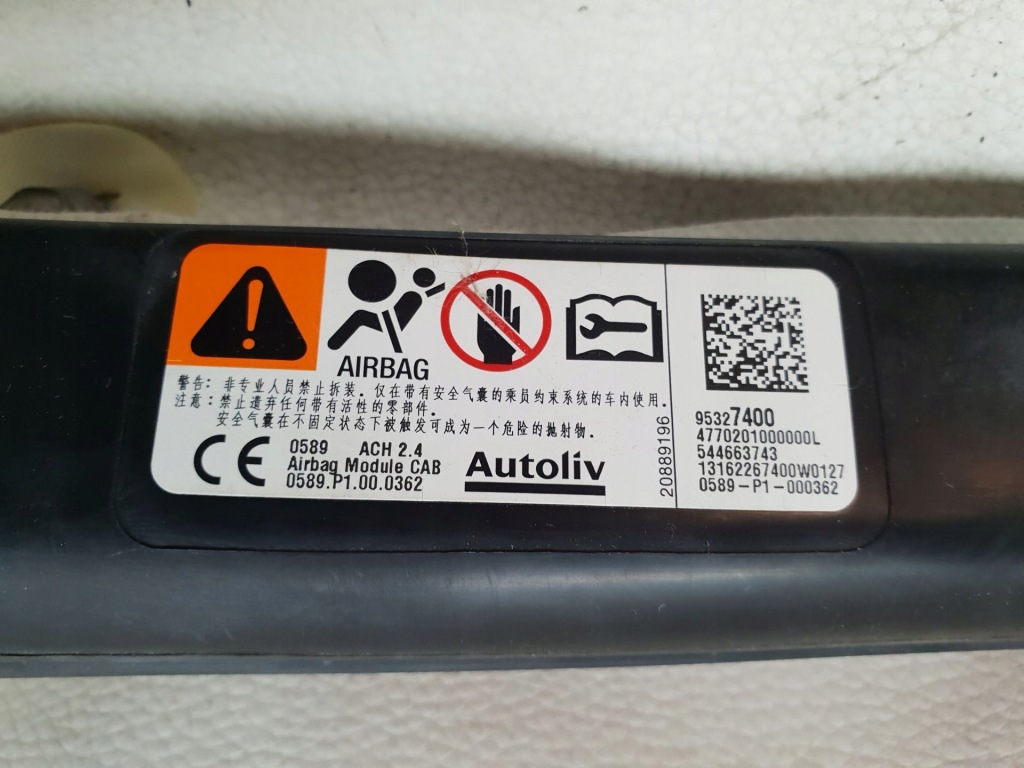 AIRBAG
警告: 非专业人员禁止拆装。仅在带有安全气囊的乘员约束系统的车内使用。
注意: 禁止遗弃任何带有活性的零部件。
安全气囊在不固定状态下被触发可成为一个危险的抛射物。
CE 0589 ACH 2.4
Airbag Module CAB
0589.P1.00.0362
Autoliv
20889196
95327400
4770201000000L
544663743
13162267400W0127
0589-P1-000362